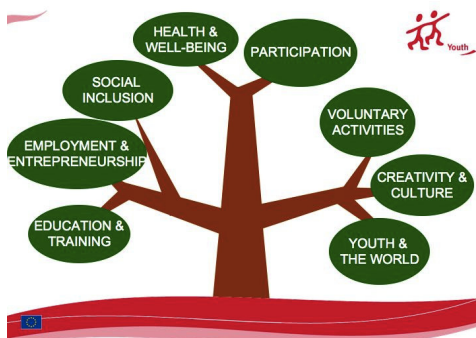 HEALTH &
WELL-BEING
PARTICIPATION
Youth
SOCIAL
INCLUSION
VOLUNTARY
ACTIVITIES
EMPLOYMENT &
ENTREPRENEURSHIP
CREATIVITY &
CULTURE
EDUCATION &
TRAINING
YOUTH &
THE WORLD